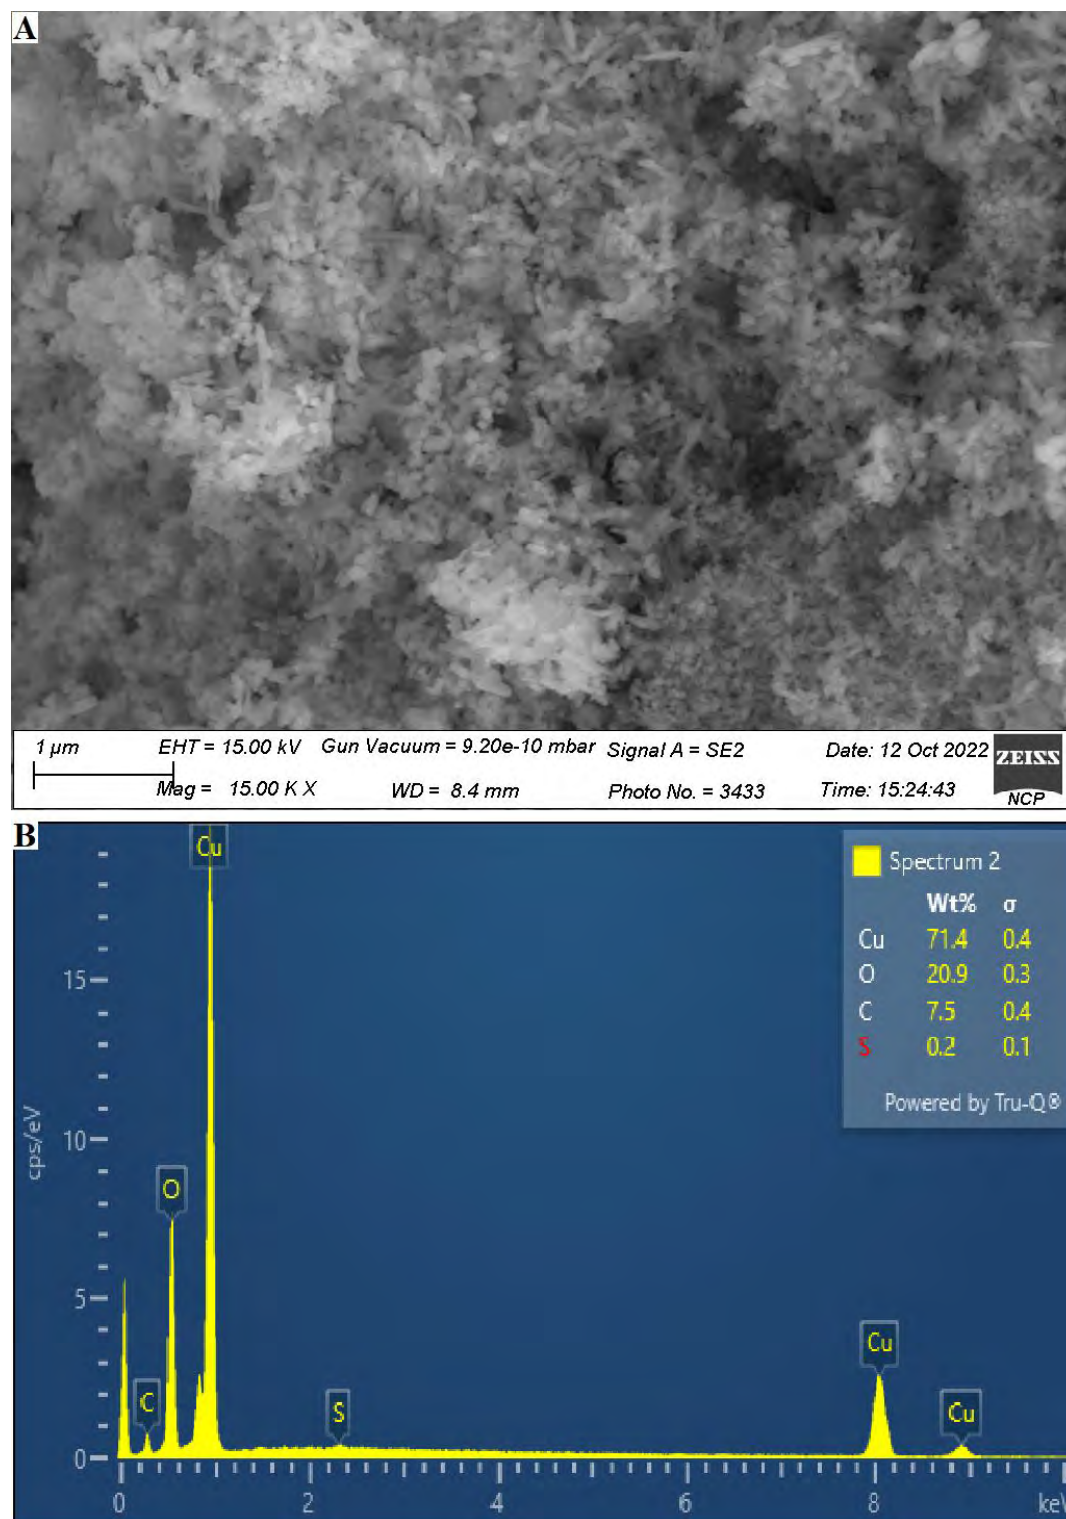 A
1 µm EHT = 15.00 kV Gun Vacuum = 9.20e-10 mbar Signal A = SE2 Date: 12 Oct 2022 ZEISS
Mag = 15.00 K X WD = 8.4 mm Photo No. = 3433 Time: 15:24:43 NCP
B
Cu
Spectrum 2
Wt% σ
Cu 71.4 0.4
O 20.9 0.3
C 7.5 0.4
S 0.2 0.1
Powered by Tru-Q®
15
10
cps/eV
O
5
Cu
C
S
Cu
0
0 2 4 6 8 keV